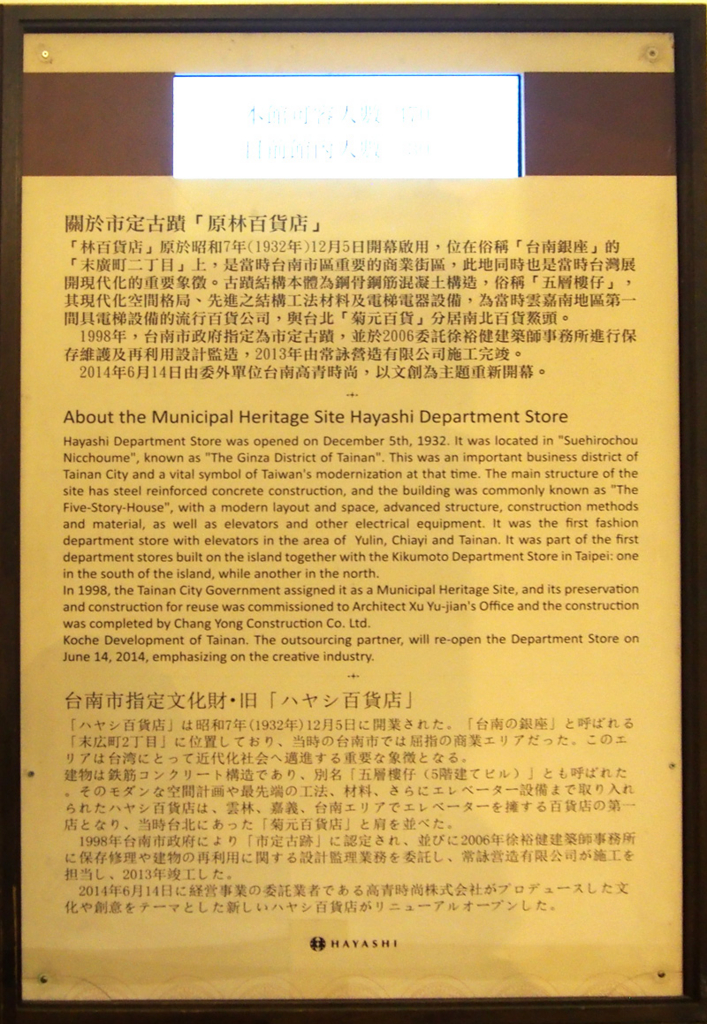 本館可容人數
目前館內人數
關於市定古蹟「原林百貨店」
「林百貨店」原於昭和7年(1932年)12月5日開幕啟用，位在俗稱「台南銀座」的
「末廣町二丁目」上，是當時台南市區重要的商業街區，此地同時也是當時台灣展
開現代化的重要象徵。古蹟結構本體為鋼骨鋼筋混凝土構造，俗稱「五層樓仔」，
其現代化空間格局、先進之結構工法材料及電梯電器設備，為當時雲嘉南地區第一
間具電梯設備的流行百貨公司，與台北「菊元百貨」分居南北百貨鰲頭。
1998年，台南市政府指定為市定古蹟，並於2006委託徐裕健建築師事務所進行保
存維護及再利用設計監造，2013年由常詠營造有限公司施工完竣。
2014年6月14日由委外單位台南高青時尚，以文創為主題重新開幕。
About the Municipal Heritage Site Hayashi Department Store
Hayashi Department Store was opened on December 5th, 1932. It was located in "Suehirochou
Nicchoume", known as "The Ginza District of Tainan". This was an important business district of
Tainan City and a vital symbol of Taiwan's modernization at that time. The main structure of the
site has steel reinforced concrete construction, and the building was commonly known as "The
Five-Story-House", with a modern layout and space, advanced structure, construction methods
and material, as well as elevators and other electrical equipment. It was the first fashion
department store with elevators in the area of Yulin, Chiayi and Tainan. It was part of the first
department stores built on the island together with the Kikumoto Department Store in Taipei: one
in the south of the island, while another in the north.
In 1998, the Tainan City Government assigned it as a Municipal Heritage Site, and its preservation
and construction for reuse was commissioned to Architect Xu Yu-jian's Office and the construction
was completed by Chang Yong Construction Co. Ltd.
Koche Development of Tainan. The outsourcing partner, will re-open the Department Store on
June 14, 2014, emphasizing on the creative industry.
台南市指定文化財・旧「ハヤシ百貨店」
「ハヤシ百貨店」は昭和7年(1932年)12月5日に開業された。「台南の銀座」と呼ばれる
「末広町2丁目」に位置しており、当時の台南市では屈指の商業エリアだった。このエ
リアは台湾にとって近代化社会へ邁進する重要な象徴となる。
建物は鉄筋コンクリート構造であり、別名「五層樓仔（5階建てビル）」とも呼ばれた
。そのモダンな空間計画や最先端の工法、材料、さらにエレベーター設備まで取り入れ
られたハヤシ百貨店は、雲林、嘉義、台南エリアでエレベーターを擁する百貨店の第一
店となり、当時台北にあった「菊元百貨店」と肩を並べた。
1998年台南市政府により「市定古跡」に認定され、並びに2006年徐裕健建築師事務所
に保存修理や建物の再利用に関する設計監理業務を委託し、常詠営造有限公司が施工を
担当し、2013年竣工した。
2014年6月14日に経営事業の委託業者である高青時尚株式会社がプロデュースした文
化や創意をテーマとした新しいハヤシ百貨店がリニューアルオープンした。
HAYASHI